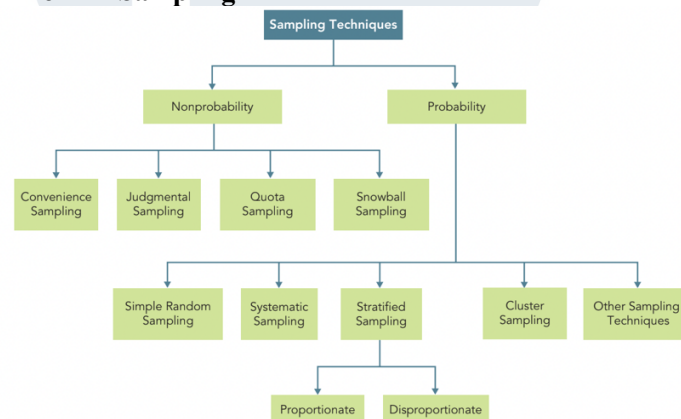 Sampling Techniques
Nonprobability
Probability
Convenience
Sampling
Judgmental
Sampling
Quota
Sampling
Snowball
Sampling
Simple Random
Sampling
Systematic
Sampling
Stratified
Sampling
Cluster
Sampling
Other Sampling
Techniques
Proportionate
Disproportionate